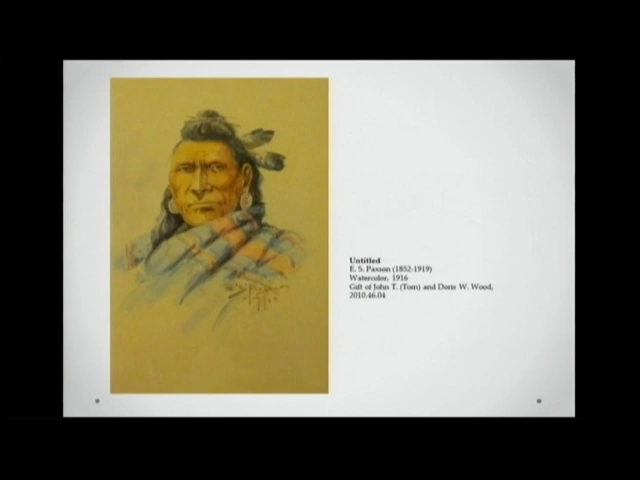 Untitled
E. S. Paxson (1852-1919)
Watercolor, 1916
Gift of John T. (Tom) and Doris W. Wood,
2010.46.04